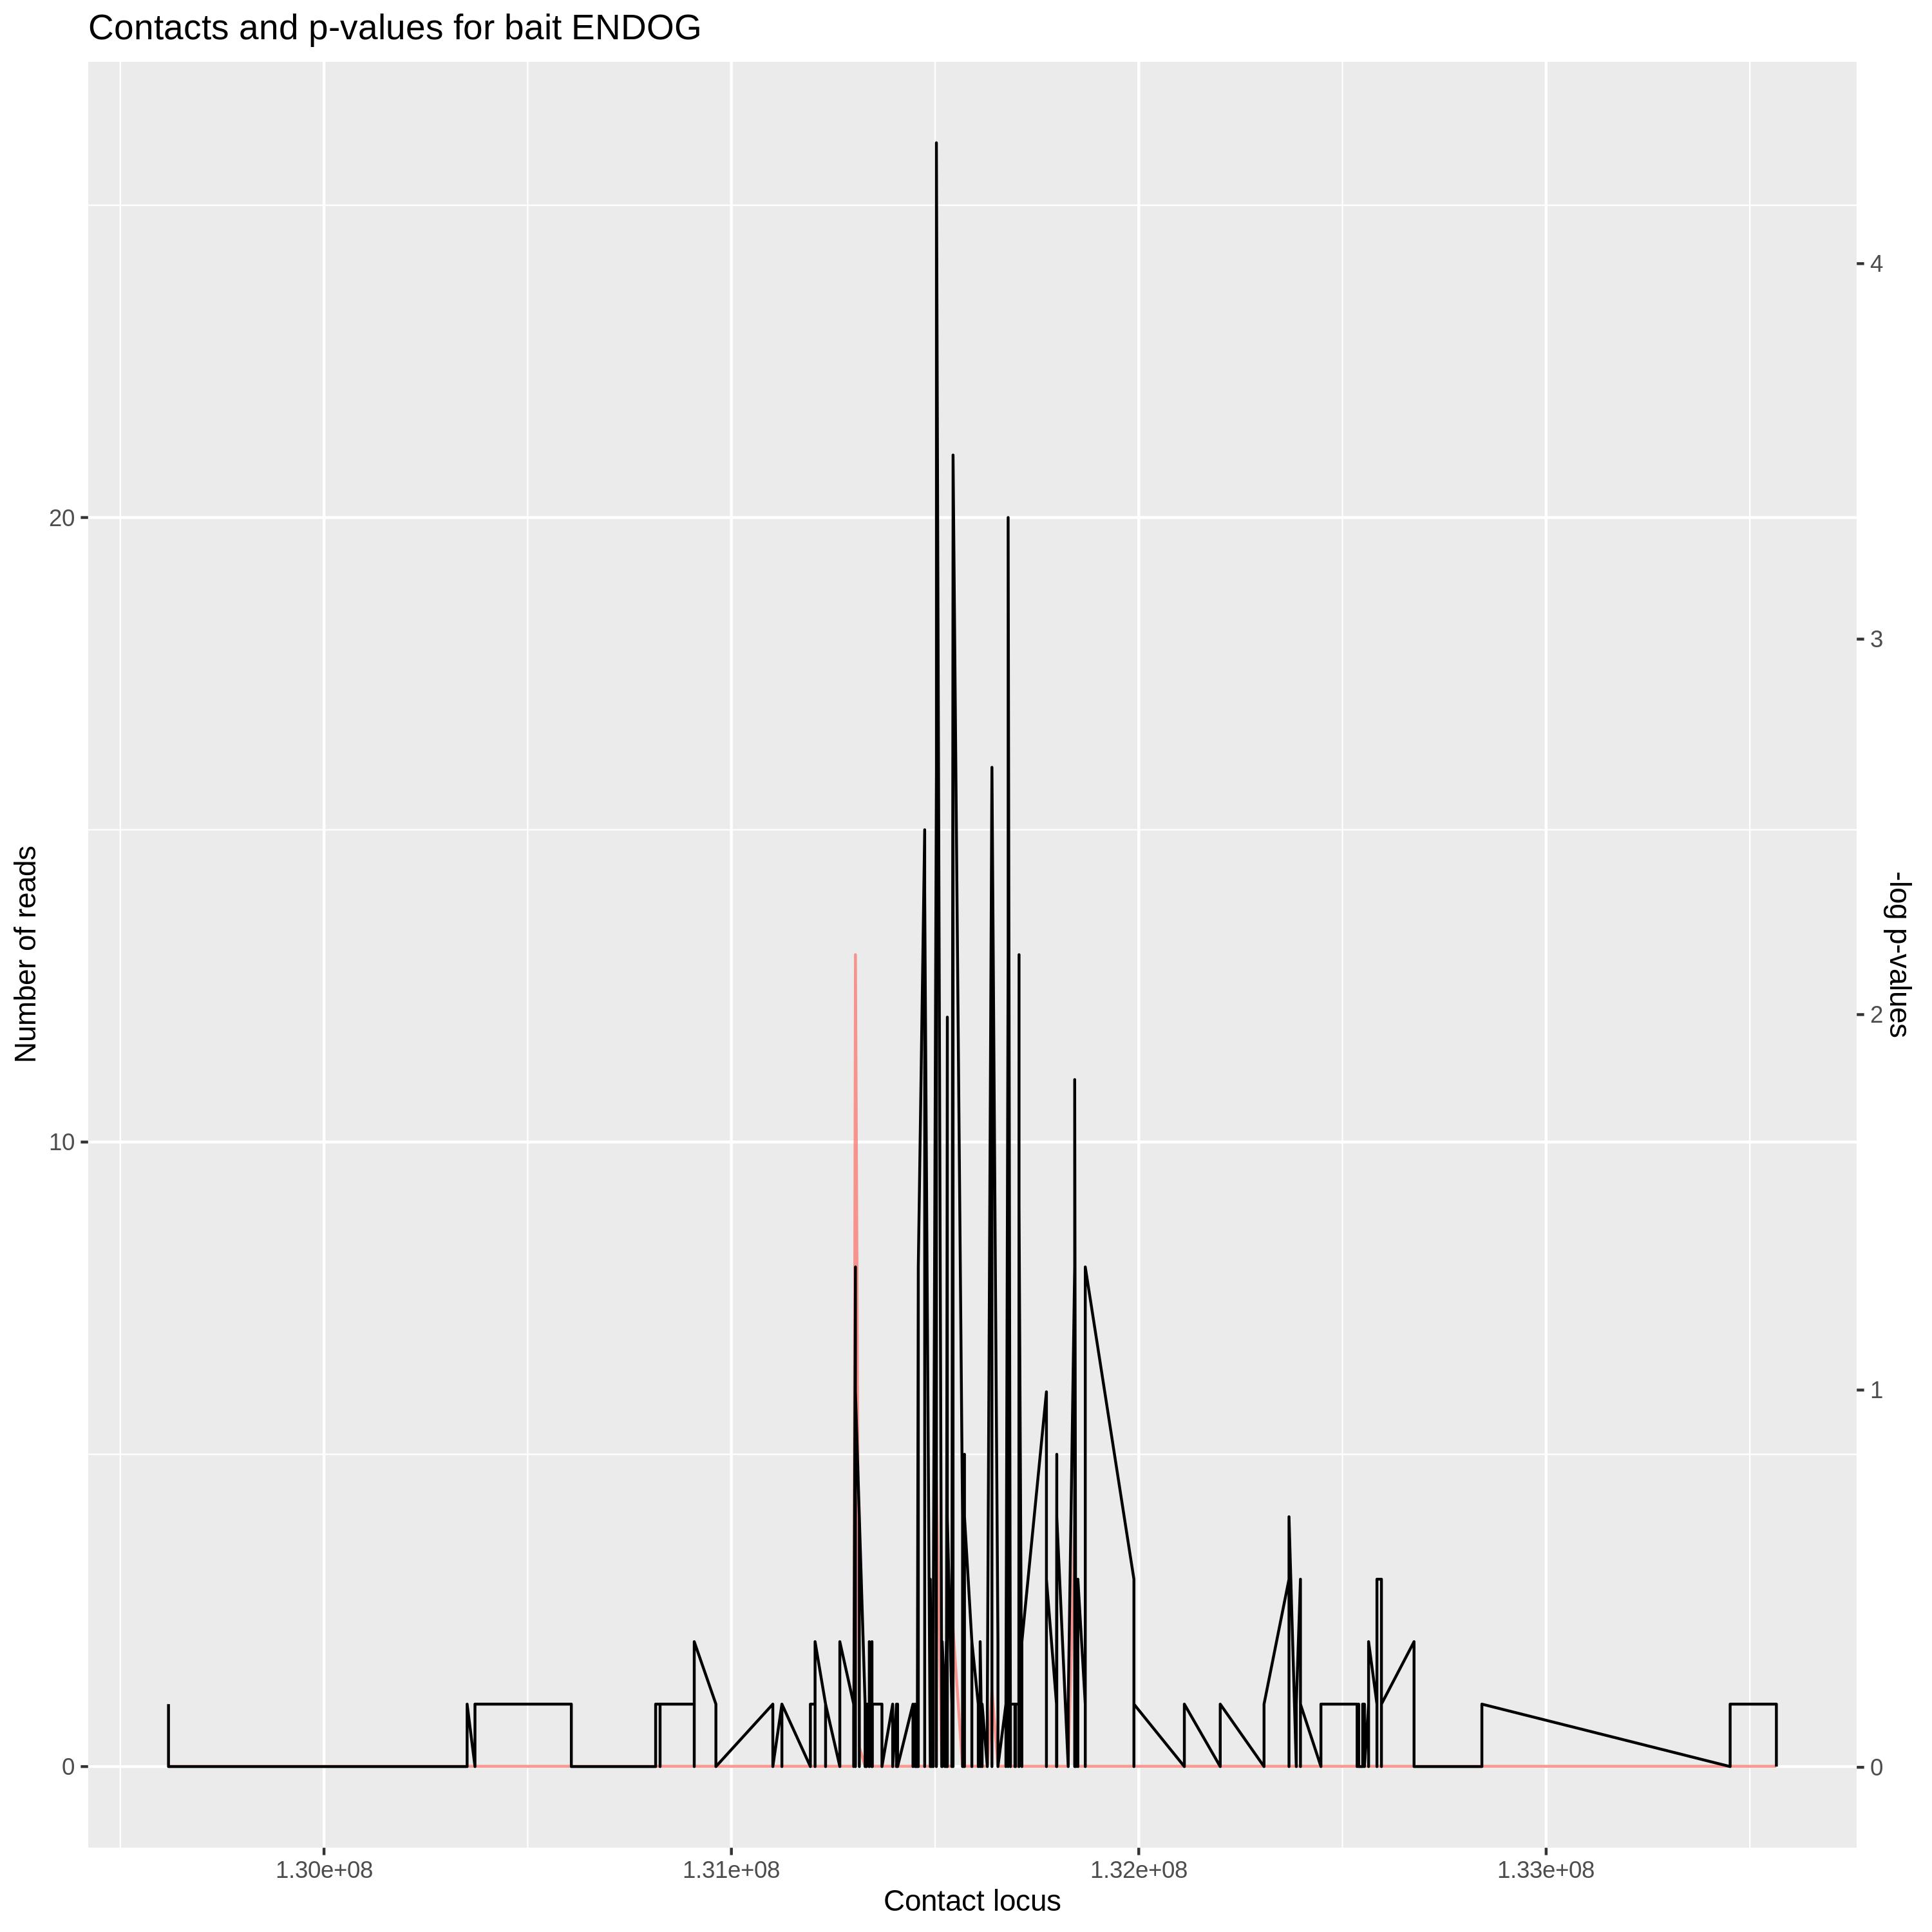 Contacts and p-values for bait ENDOG
Number of reads
20
10
0
4
3
2
1
0
-log p-values
1.30e+08
1.31e+08
1.32e+08
1.33e+08
Contact locus